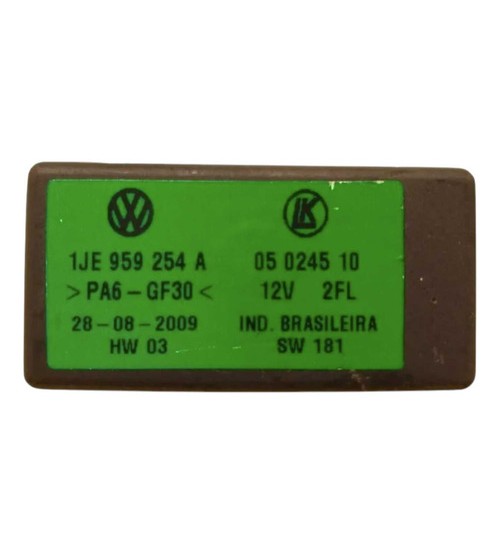 VW LK
1JE 959 254 A 05 0245 10
>PA6-GF30< 12V 2FL
28-08-2009 IND. BRASILEIRA
HW 03 SW 181